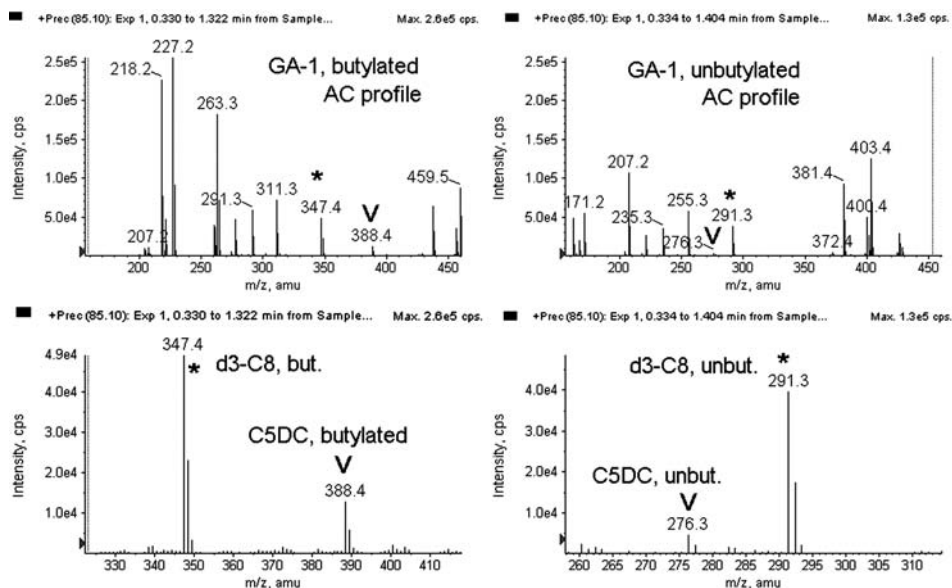 +Prec (85.10): Exp 1, 0.330 to 1.322 min from Sample... Max. 2.6e5 cps.
Intensity, cps
2.5e5
2.0e5
1.5e5
1.0e5
5.0e4
227.2
218.2
GA-1, butylated
AC profile
263.3
*
291.3
311.3
347.4
V
388.4
459.5
207.2
200 250 300 350 400 450
m/z, amu
+Prec (85.10): Exp 1, 0.334 to 1.404 min from Sample... Max. 1.3e5 cps.
Intensity, cps
2.5e5
2.0e5
1.5e5
1.0e5
5.0e4
GA-1, unbutylated
AC profile
207.2
403.4
381.4
*
171.2
255.3
291.3
400.4
235.3
V
276.3
372.4
200 250 300 350 400 450
m/z, amu
+Prec (85.10): Exp 1, 0.330 to 1.322 min from Sample... Max. 2.6e5 cps.
Intensity, cps
4.9e4
4.0e4
3.0e4
2.0e4
1.0e4
0.0
347.4
* d3-C8, but.
C5DC, butylated
V
388.4
330 340 350 360 370 380 390 400 410
m/z, amu
+Prec (85.10): Exp 1, 0.334 to 1.404 min from Sample... Max. 1.3e5 cps.
Intensity, cps
4.0e4
3.0e4
2.0e4
1.0e4
0.0
d3-C8, unbut. *
291.3
C5DC, unbut.
V
276.3
260 265 270 275 280 285 290 295 300 305 310
m/z, amu